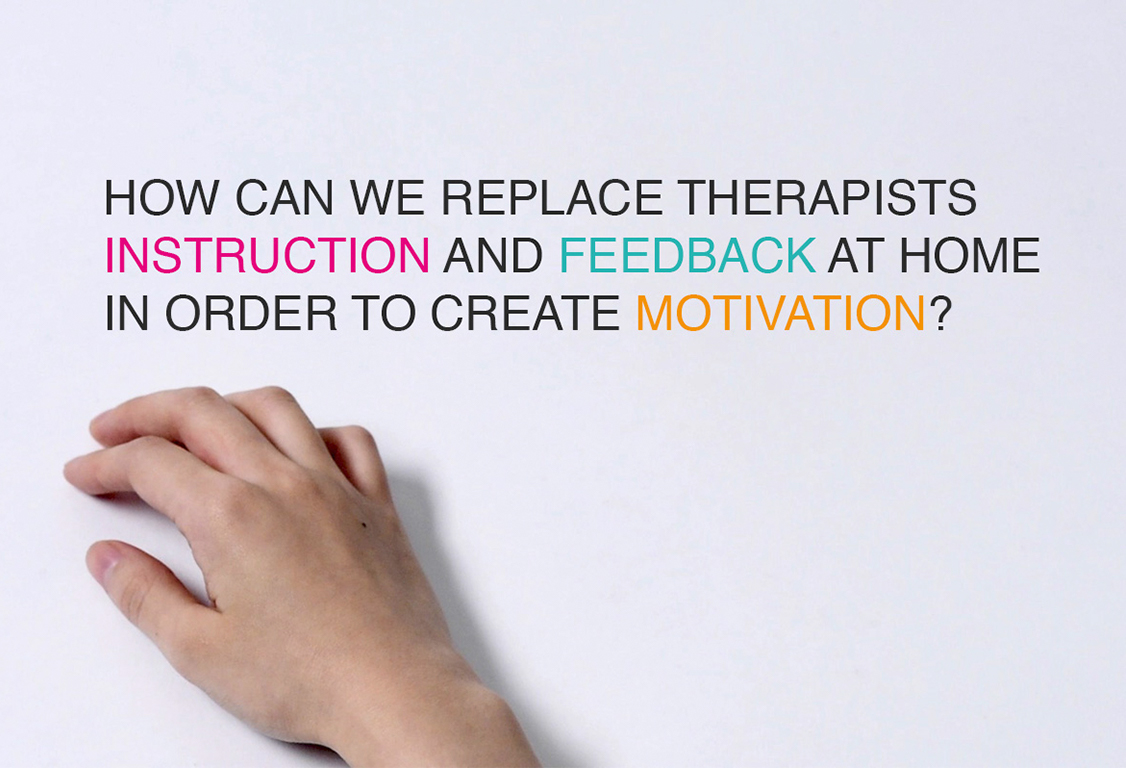 HOW CAN WE REPLACE THERAPISTS
INSTRUCTION AND FEEDBACK AT HOME
IN ORDER TO CREATE MOTIVATION?